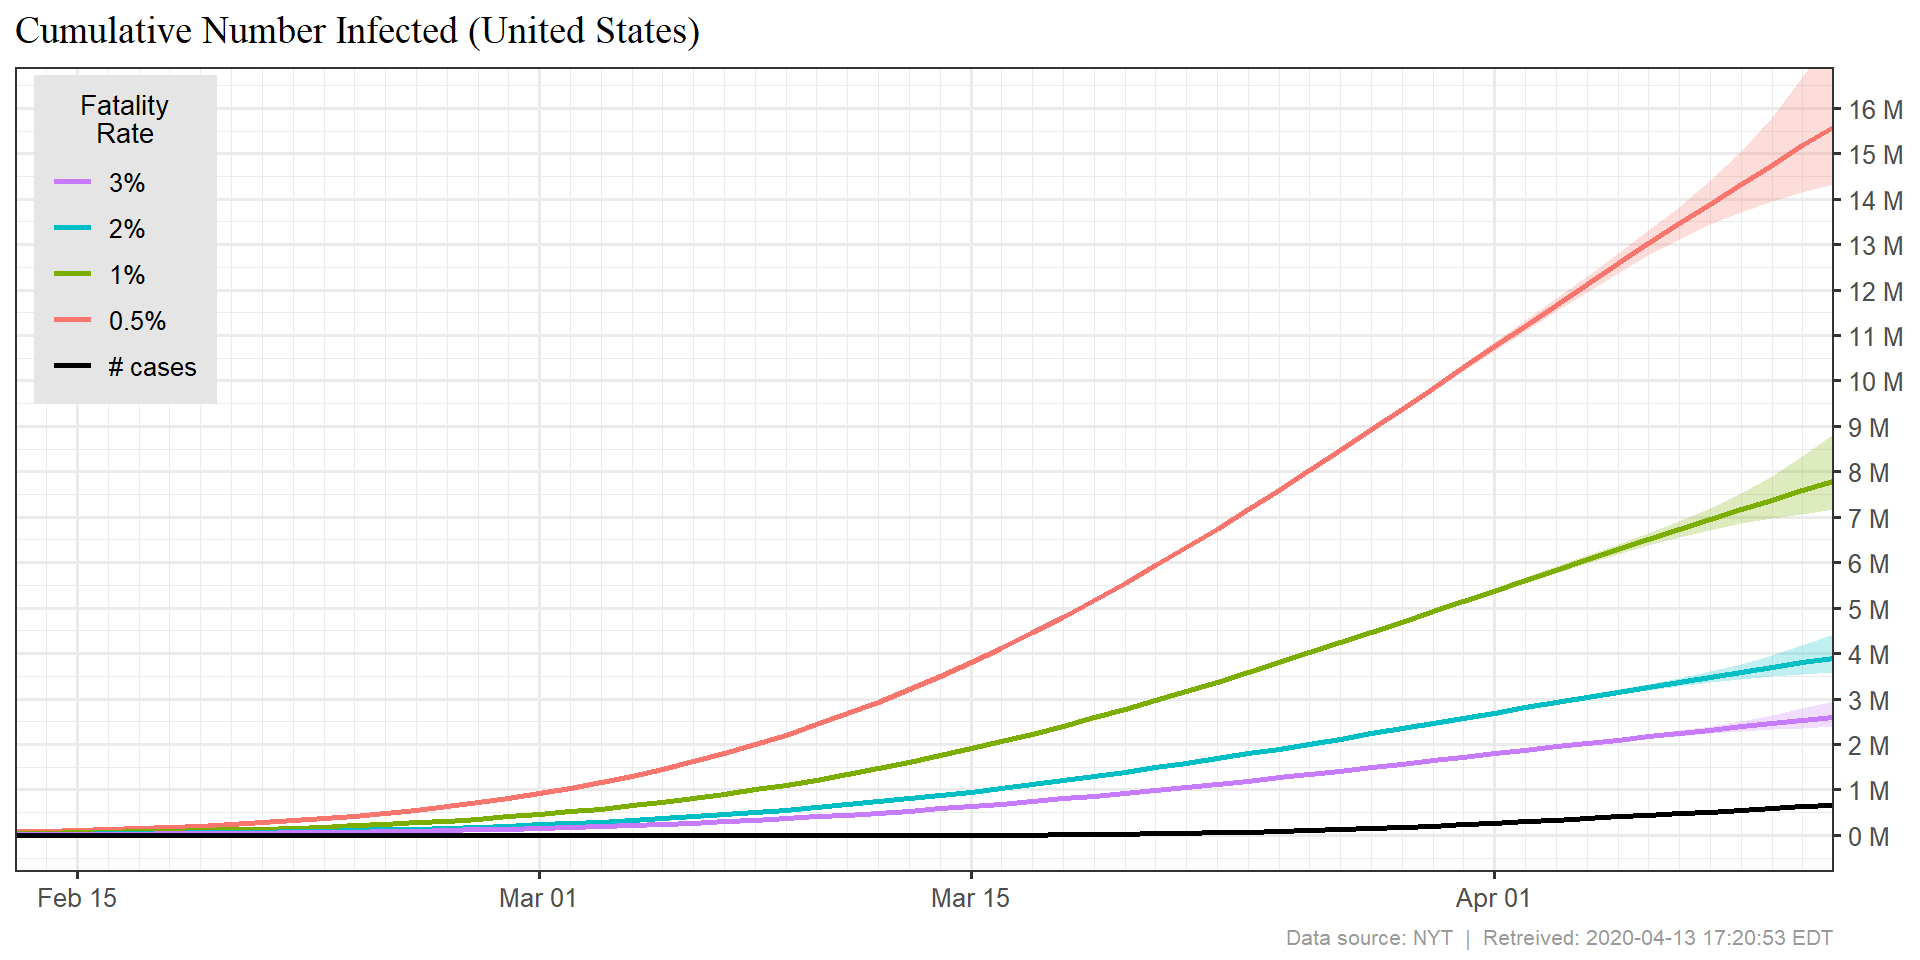 Cumulative Number Infected (United States)
Fatality
Rate
3%
2%
1%
0.5%
# cases
16 M
15 M
14 M
13 M
12 M
11 M
10 M
9 M
8 M
7 M
6 M
5 M
4 M
3 M
2 M
1 M
0 M
Feb 15
Mar 01
Mar 15
Apr 01
Data source: NYT | Retreived: 2020-04-13 17:20:53 EDT